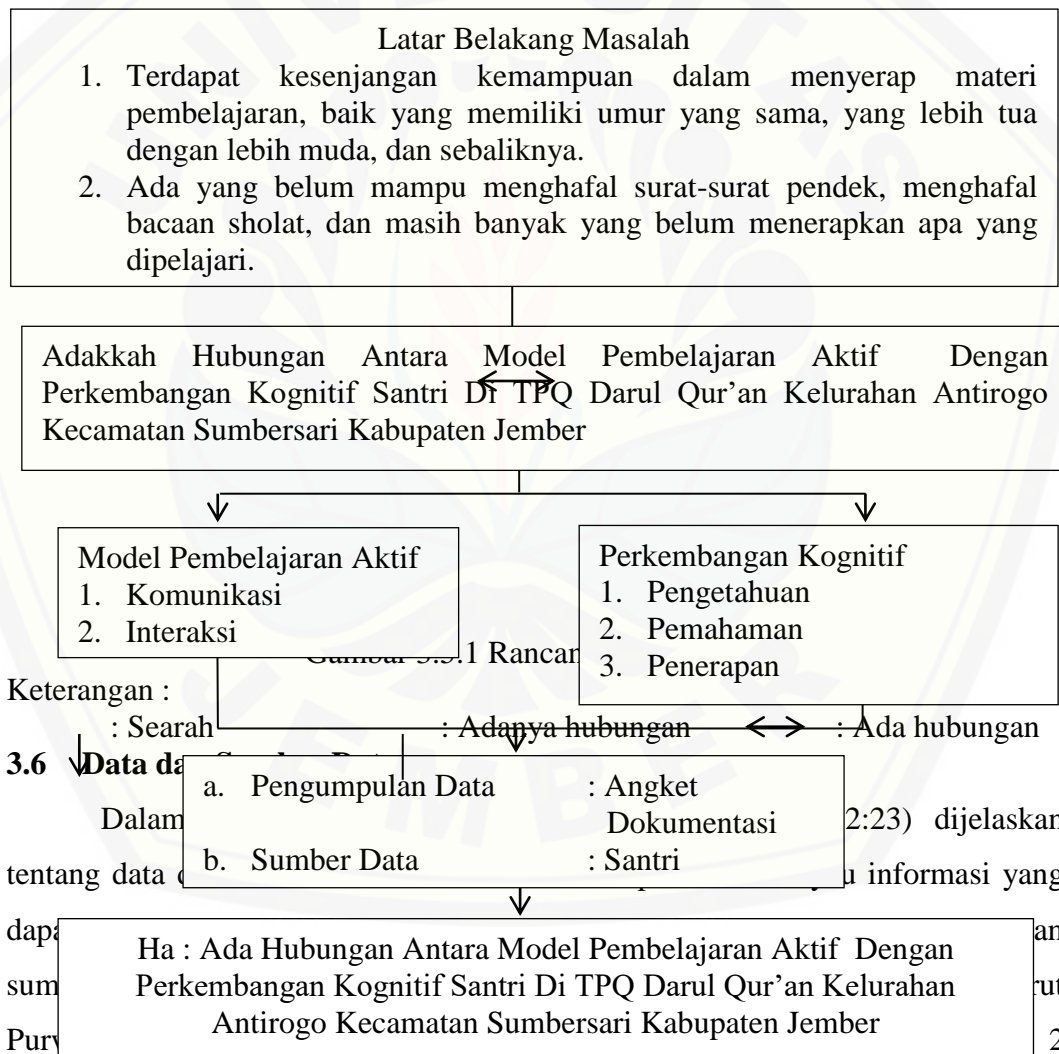 Latar Belakang Masalah
1. Terdapat kesenjangan kemampuan dalam menyerap materi
pembelajaran, baik yang memiliki umur yang sama, yang lebih tua
dengan lebih muda, dan sebaliknya.
2. Ada yang belum mampu menghafal surat-surat pendek, menghafal
bacaan sholat, dan masih banyak yang belum menerapkan apa yang
dipelajari.
Adakkah Hubungan Antara Model Pembelajaran Aktif Dengan
Perkembangan Kognitif Santri Di TPQ Darul Qur’an Kelurahan Antirogo
Kecamatan Sumbersari Kabupaten Jember
Model Pembelajaran Aktif
1. Komunikasi
2. Interaksi
Perkembangan Kognitif
1. Pengetahuan
2. Pemahaman
3. Penerapan
Keterangan :
: Searah : Adanya hubungan : Ada hubungan
3.6 Data
a. Pengumpulan Data : Angket
Dokumentasi
b. Sumber Data : Santri
Dalam 2:23) dijelaskan
tentang data informasi yang
Ha : Ada Hubungan Antara Model Pembelajaran Aktif Dengan
Perkembangan Kognitif Santri Di TPQ Darul Qur’an Kelurahan
Antirogo Kecamatan Sumbersari Kabupaten Jember